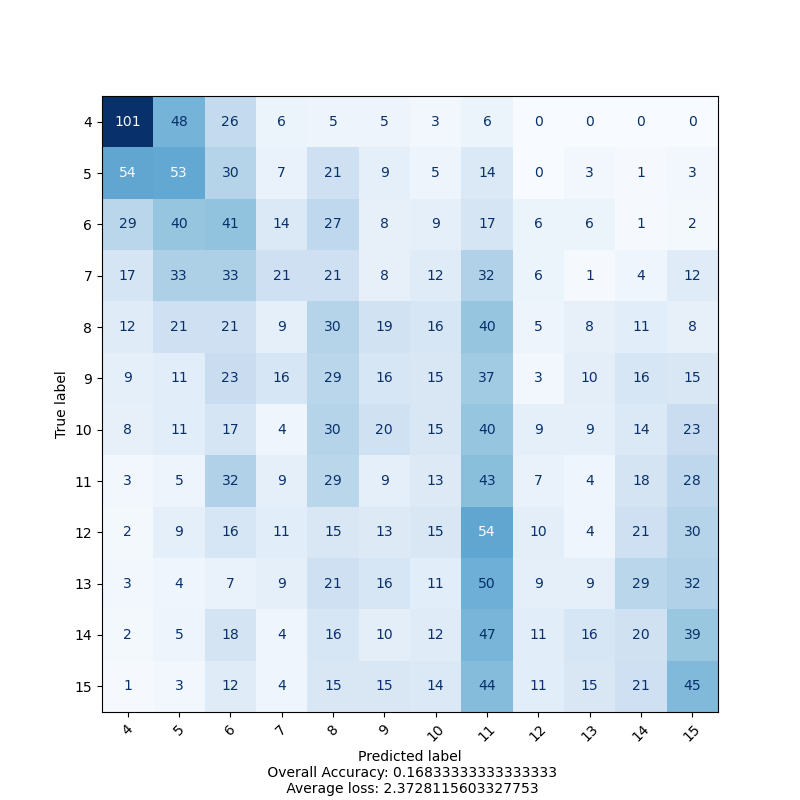 4 101 48 26 6 5 5 3 6 0 0 0 0
5 54 53 30 7 21 9 5 14 0 3 1 3
6 29 40 41 14 27 8 9 17 6 6 1 2
7 17 33 33 21 21 8 12 32 6 1 4 12
8 12 21 21 9 30 19 16 40 5 8 11 8
9 9 11 23 16 29 16 15 37 3 10 16 15
True label
10 8 11 17 4 30 20 15 40 9 9 14 23
11 3 5 32 9 29 9 13 43 7 4 18 28
12 2 9 16 11 15 13 15 54 10 4 21 30
13 3 4 7 9 21 16 11 50 9 9 29 32
14 2 5 18 4 16 10 12 47 11 16 20 39
15 1 3 12 4 15 15 14 44 11 15 21 45
4 5 6 7 8 9 10 11 12 13 14 15
Predicted label
Overall Accuracy: 0.16833333333333333
Average loss: 2.3728115603327753